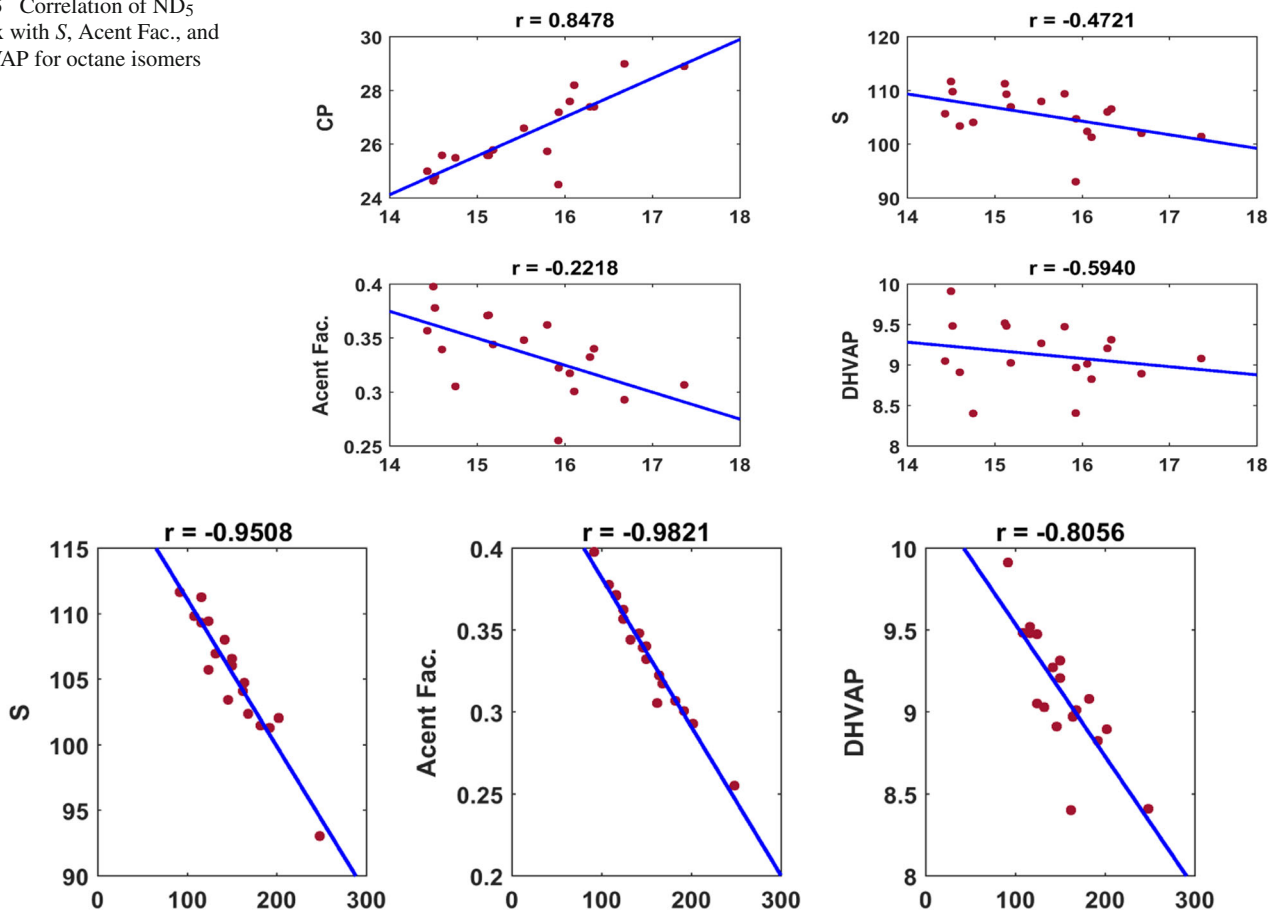 Correlation of ND5
with S, Acent Fac., and
for octane isomers
r = 0.8478
CP
30
28
26
24
14 15 16 17 18
r = -0.4721
S
120
110
100
90
14 15 16 17 18
r = -0.2218
Acent Fac.
0.4
0.35
0.3
0.25
14 15 16 17 18
r = -0.5940
DHVAP
10
9.5
9
8.5
8
14 15 16 17 18
r = -0.9508
S
115
110
105
100
95
90
0 100 200 300
r = -0.9821
Acent Fac.
0.4
0.35
0.3
0.25
0.2
0 100 200 300
r = -0.8056
DHVAP
10
9.5
9
8.5
8
0 100 200 300